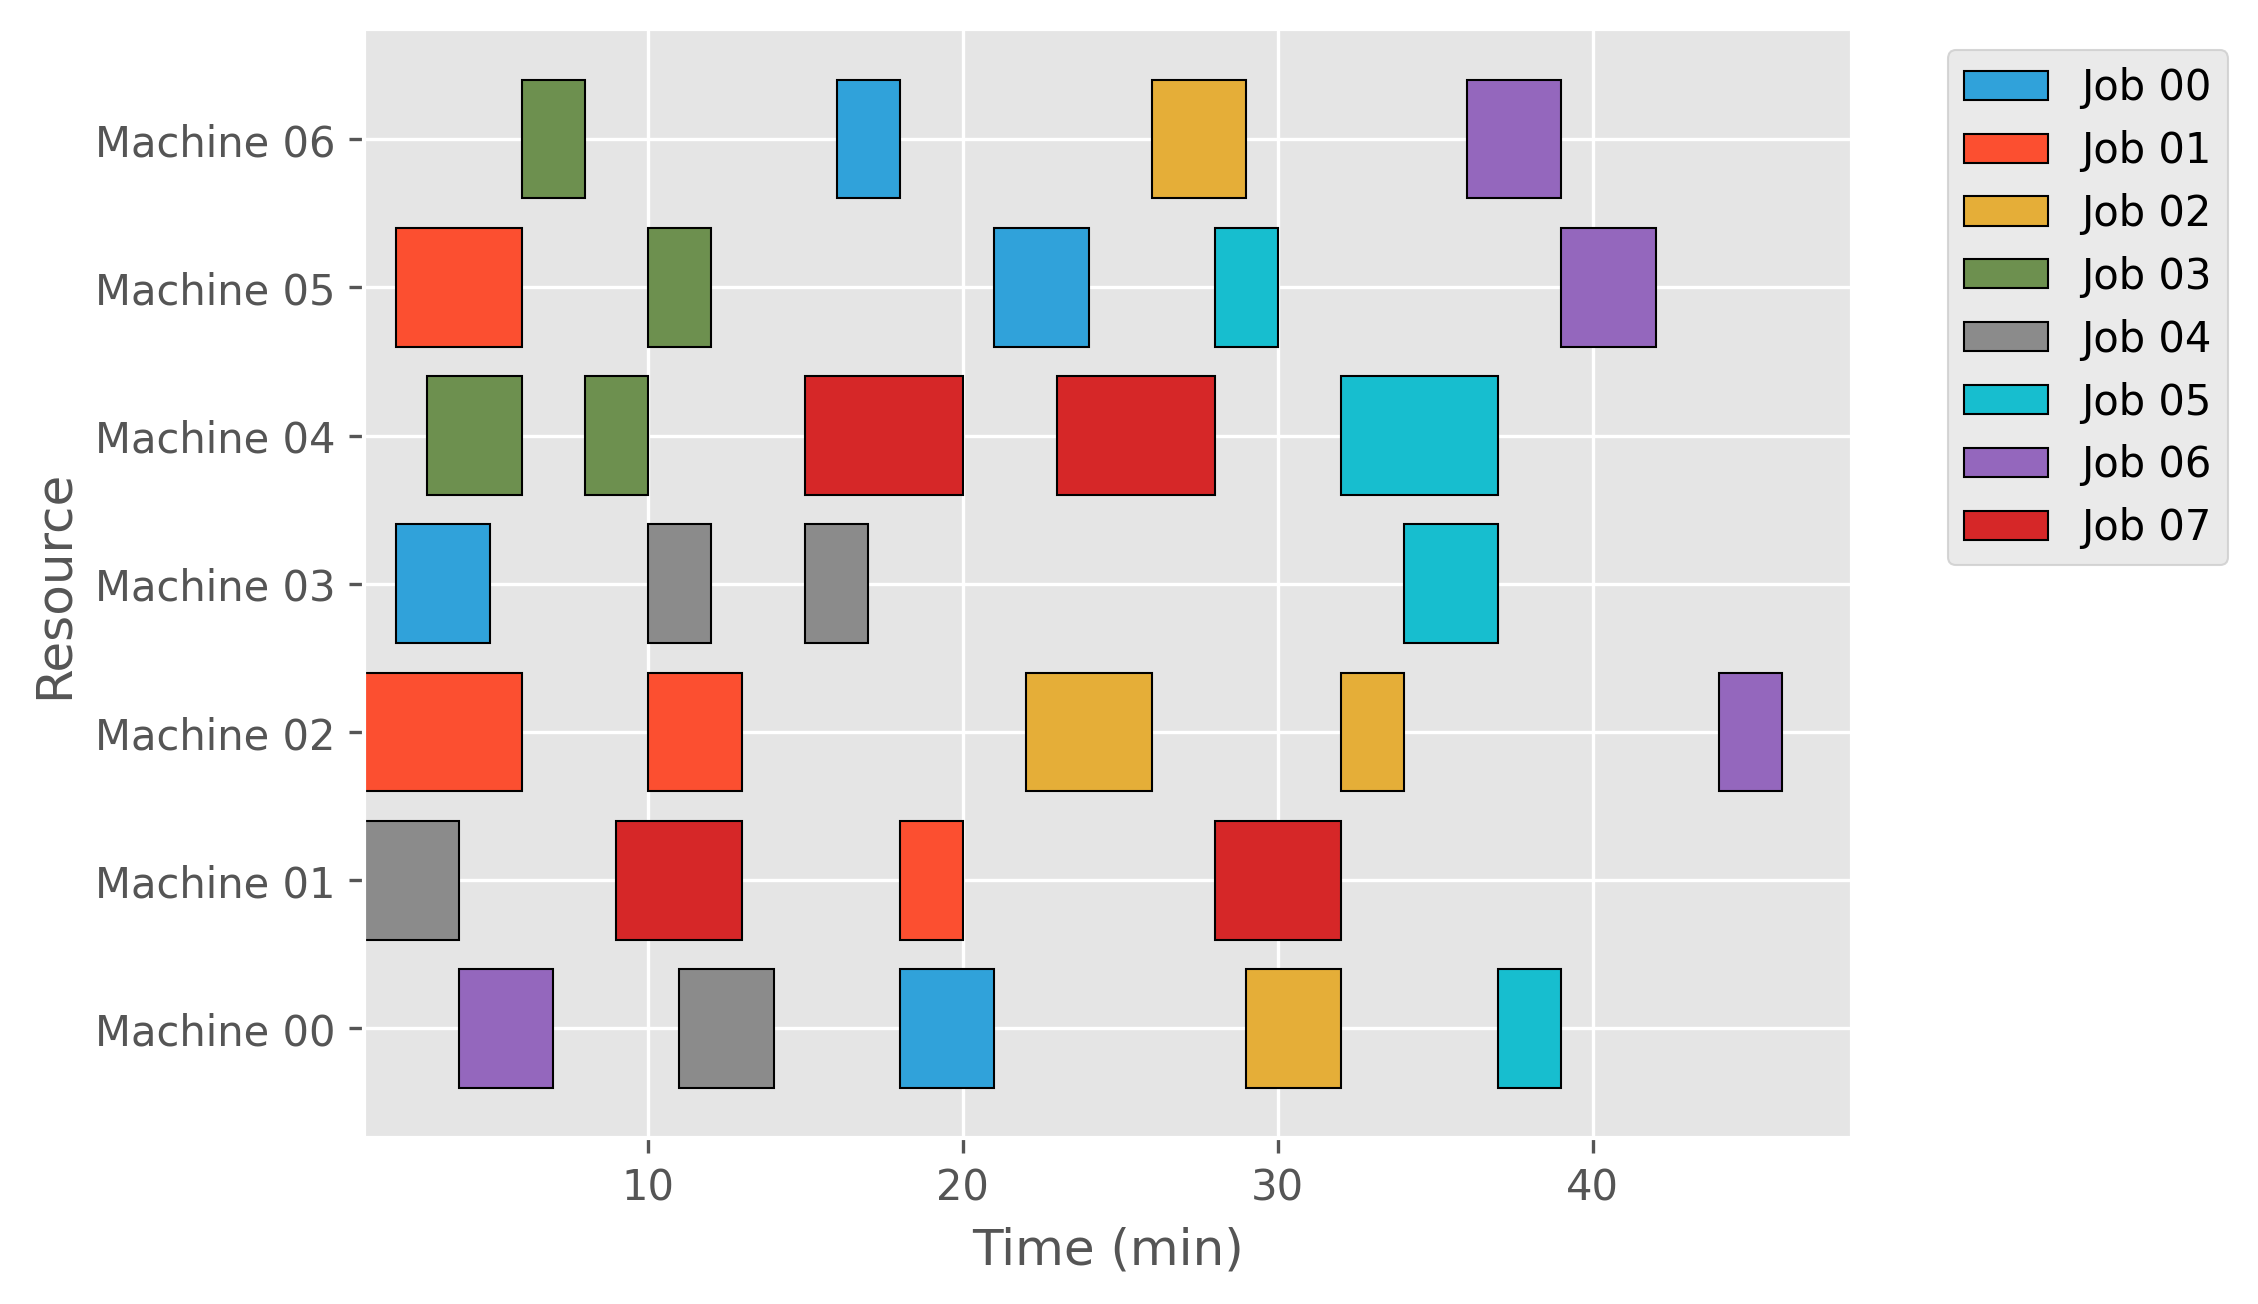 Machine 06
Machine 05
Machine 04
Machine 03
Machine 02
Machine 01
Machine 00
Resource
10
20
30
40
Time (min)
Job 00
Job 01
Job 02
Job 03
Job 04
Job 05
Job 06
Job 07